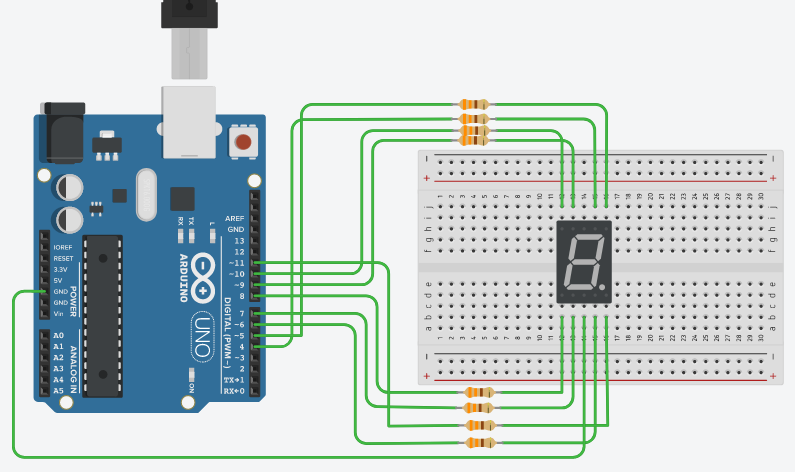 RX
TX
L
ARDUINO
UNO
ON
DIGITAL (PWM~)
AREF
GND
13
12
~11
~10
~9
8
7
~6
~5
4
~3
2
TX→1
RX←0
IOREF
RESET
3.3V
5V
GND
GND
Vin
POWER
A0
A1
A2
A3
A4
A5
ANALOG IN
- -
+ +
1 2 3 4 5 6 7 8 9 10 11 12 13 14 15 16 17 18 19 20 21 22 23 24 25 26 27 28 29 30
j j
i i
h h
g g
f f
e e
d d
c c
b b
a a
1 2 3 4 5 6 7 8 9 10 11 12 13 14 15 16 17 18 19 20 21 22 23 24 25 26 27 28 29 30
- -
+ +